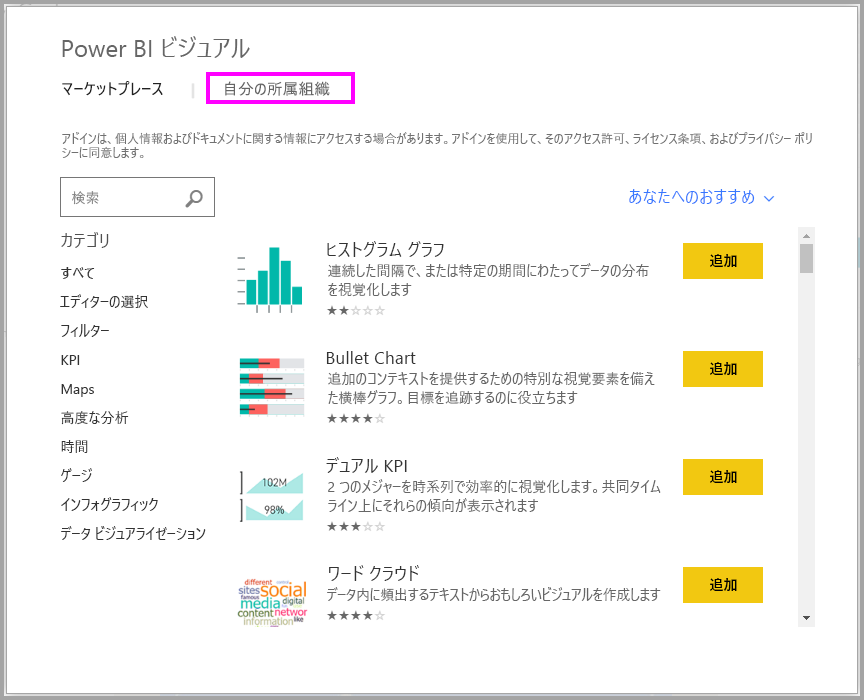 Power BI ビジュアル
マーケットプレース | 自分の所属組織
アドインは、個人情報およびドキュメントに関する情報にアクセスする場合があります。アドインを使用して、そのアクセス許可、ライセンス条項、およびプライバシー ポリ
シーに同意します。
検索
あなたへのおすすめ
カテゴリ
すべて
エディターの選択
フィルター
KPI
Maps
高度な分析
時間
ゲージ
インフォグラフィック
データ ビジュアライゼーション
ヒストグラム グラフ
連続した間隔で、または特定の期間にわたってデータの分布
を視覚化します
★★☆☆☆
追加
Bullet Chart
追加のコンテキストを提供するための特別な視覚要素を備え
た横棒グラフ。目標を追跡するのに役立ちます
★★★★☆
追加
102M
98%
デュアル KPI
2 つのメジャーを時系列で効率的に視覚化します。共同タイム
ライン上にそれらの傾向が表示されます
★★★☆☆
追加
different
sites social
famous
media digital
content networ
information like
ワード クラウド
データ内に頻出するテキストからおもしろいビジュアルを作成します
★★★★☆
追加